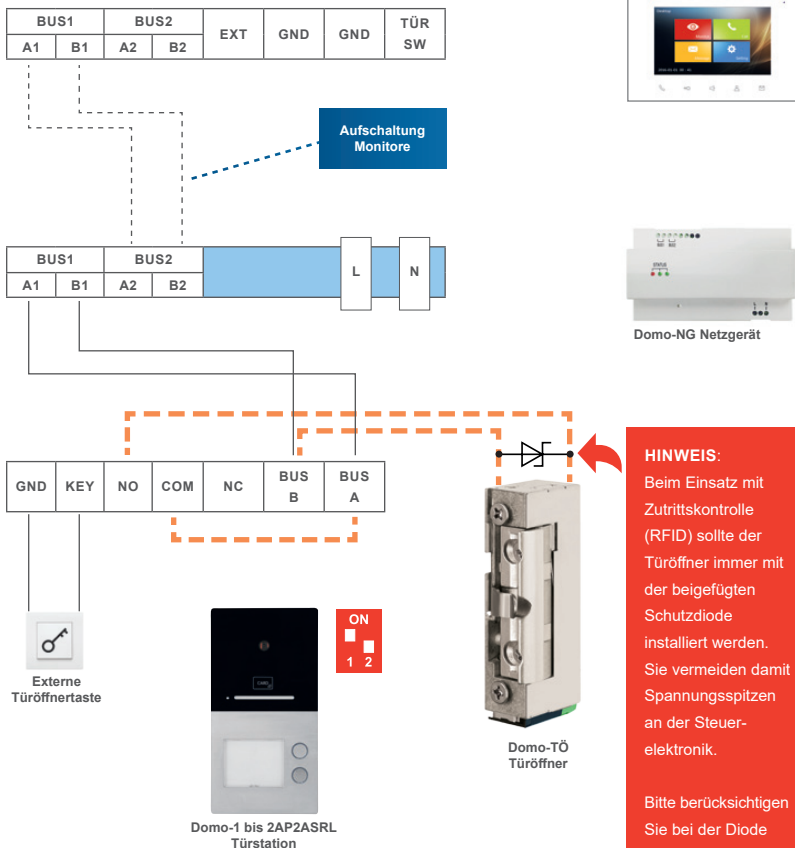 BUS1 BUS2 EXT GND GND TÜR SW
A1 B1 A2 B2
Aufschaltung
Monitore
BUS1 BUS2 L N
A1 B1 A2 B2
STATUS
Domo-NG Netzgerät
GND KEY NO COM NC BUS B BUS A
HINWEIS:
Beim Einsatz mit
Zutrittskontrolle
(RFID) sollte der
Türöffner immer mit
der beigefügten
Schutzdiode
installiert werden.
Sie vermeiden damit
Spannungsspitzen
an der Steuer-
elektronik.
Bitte berücksichtigen
Sie bei der Diode
ON
1 2
Externe
Türöffnertaste
Domo-TÖ
Türöffner
Domo-1 bis 2AP2ASRL
Türstation